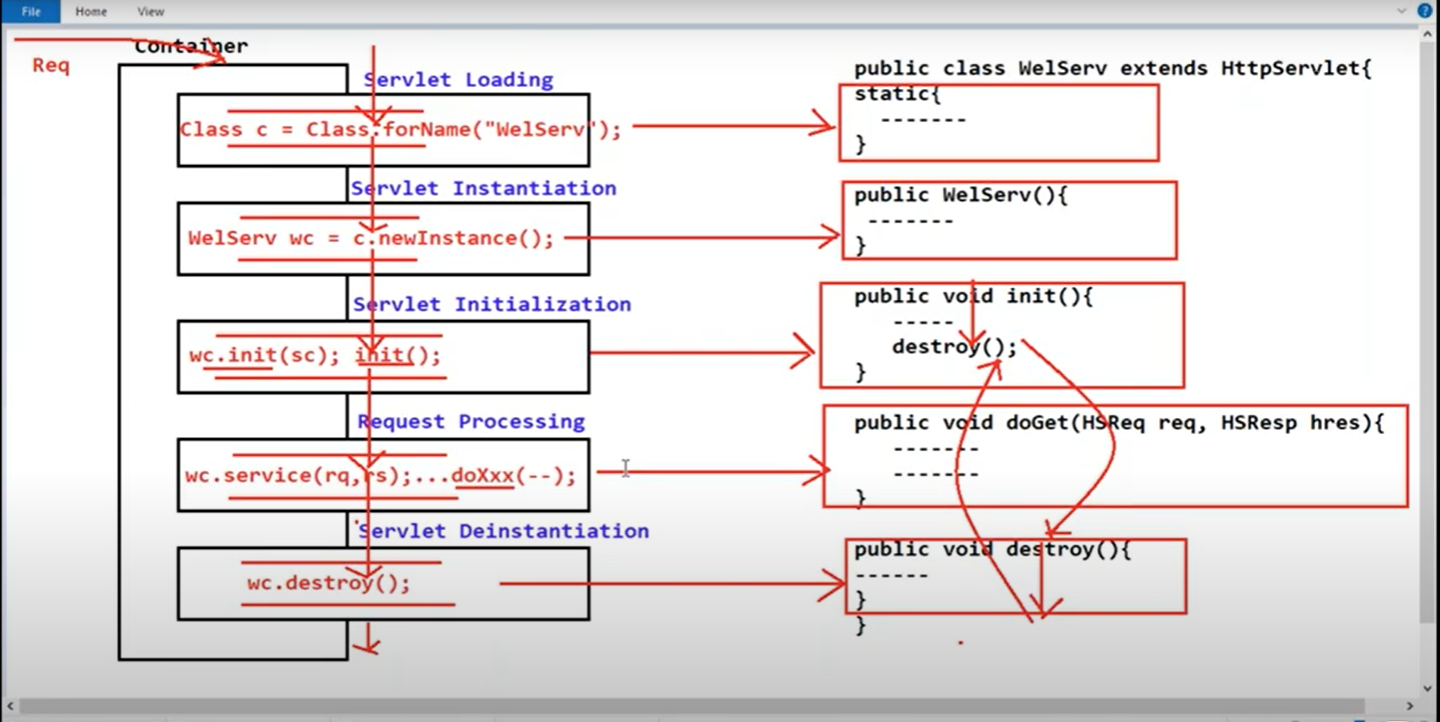 File Home View
Container
Req
Servlet Loading
Class c = Class.forName("WelServ");
Servlet Instantiation
WelServ wc = c.newInstance();
Servlet Initialization
wc.init(sc); init();
Request Processing
wc.service(rq,rs);...doXxx(--);
Servlet Deinstantiation
wc.destroy();
public class WelServ extends HttpServlet{
static{
-------
}
public WelServ(){
-------
}
public void init(){
-----
destroy();
}
public void doGet(HSReq req, HSResp hres){
-------
-------
}
public void destroy(){
------
}
}